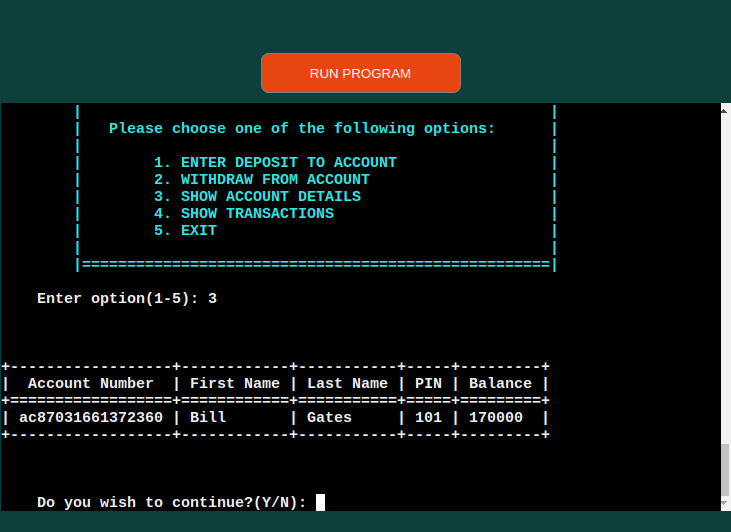 RUN PROGRAM
Please choose one of the following options:
1. ENTER DEPOSIT TO ACCOUNT
2. WITHDRAW FROM ACCOUNT
3. SHOW ACCOUNT DETAILS
4. SHOW TRANSACTIONS
5. EXIT
|====================================================|
Enter option(1-5): 3
+------------------+------------+-----------+-----+---------+
|  Account Number  | First Name | Last Name | PIN | Balance |
+==================+============+===========+=====+=========+
| ac87031661372360 | Bill       | Gates     | 101 | 170000  |
+------------------+------------+-----------+-----+---------+
Do you wish to continue?(Y/N):